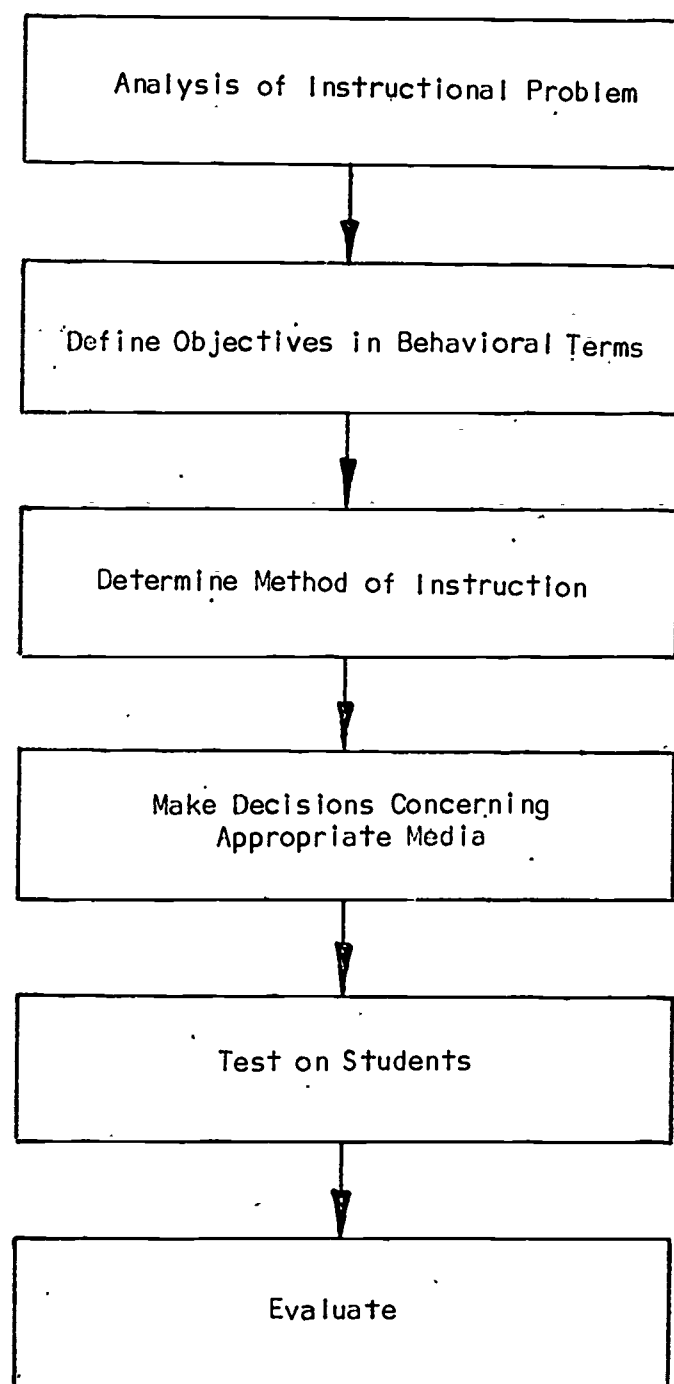 Analysis of Instructional Problem
Define Objectives in Behavioral Terms
Determine Method of Instruction
Make Decisions Concerning
Appropriate Media
Test on Students
Evaluate